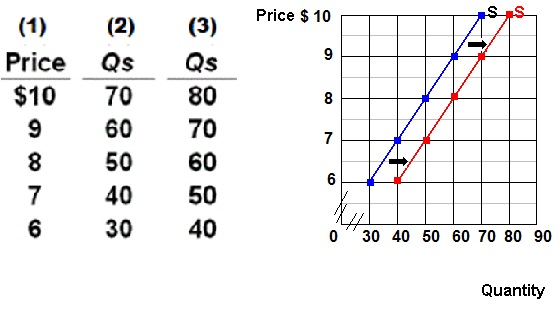 (1) (2) (3)
Price Qs Qs
$10 70 80
9 60 70
8 50 60
7 40 50
6 30 40
Price $ 10
S S
9
8
7
6
0 30 40 50 60 70 80 90
Quantity